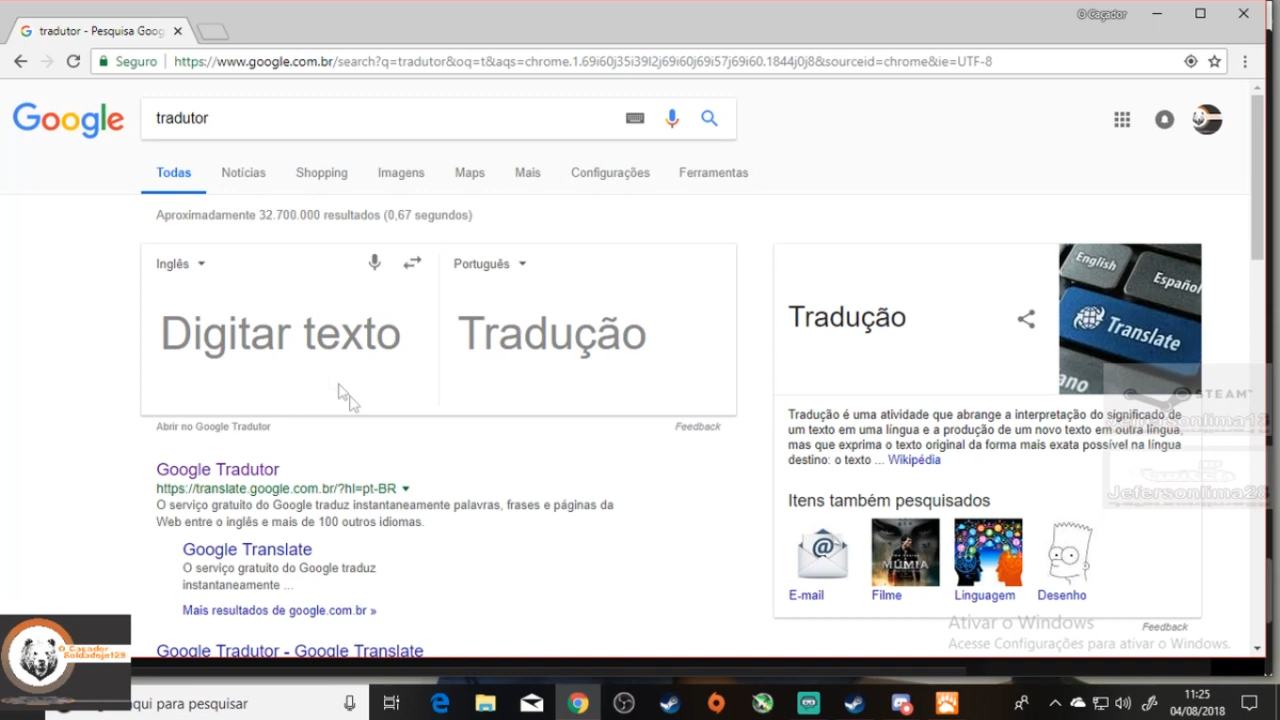 O Caçador
tradutor - Pesquisa Goog
Seguro
https://www.google.com.br/search?q=tradutor&oq=t&aqs=chrome.1.69i60j35i39l2j69i60j69i57j69i60.1844j0j8&sourceid=chrome&ie=UTF-8
Google
tradutor
Todas Notícias Shopping Imagens Maps Mais Configurações Ferramentas
Aproximadamente 32.700.000 resultados (0,67 segundos)
Inglês Português
Digitar texto Tradução
Abrir no Google Tradutor Feedback
Google Tradutor
https://translate.google.com.br/?hl=pt-BR
O serviço gratuito do Google traduz instantaneamente palavras, frases e páginas da
Web entre o inglês e mais de 100 outros idiomas.
Google Translate
O serviço gratuito do Google traduz
instantaneamente ...
Mais resultados de google.com.br »
Google Tradutor - Google Translate
Tradução
English
Español
Translate
ano
Tradução é uma atividade que abrange a interpretação do significado de
um texto em uma língua e a produção de um novo texto em outra língua,
mas que exprime o texto original da forma mais exata possível na língua
destino: o texto ... Wikipédia
STEAM™
Jefersonlima28
Itens também pesquisados
MÚMIA
E-mail Filme Linguagem Desenho
Feedback
Ativar o Windows
Acesse Configurações para ativar o Windows.
O Caçador
Soldadojo129
qui para pesquisar
11:25
04/08/2018